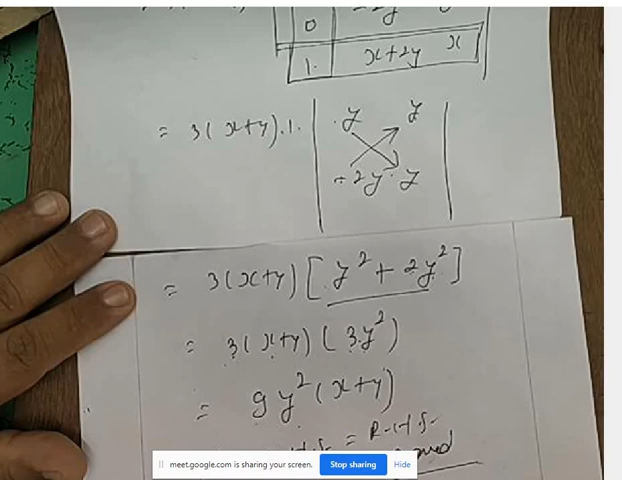 0
1. x+2y x
= 3(x+y).1. | y y
-2y y |
= 3(x+y) [y² + 2y²]
= 3(x+y) (3y²)
= 9y² (x+y)
= R.H.S.
meet.google.com is sharing your screen. Stop sharing Hide